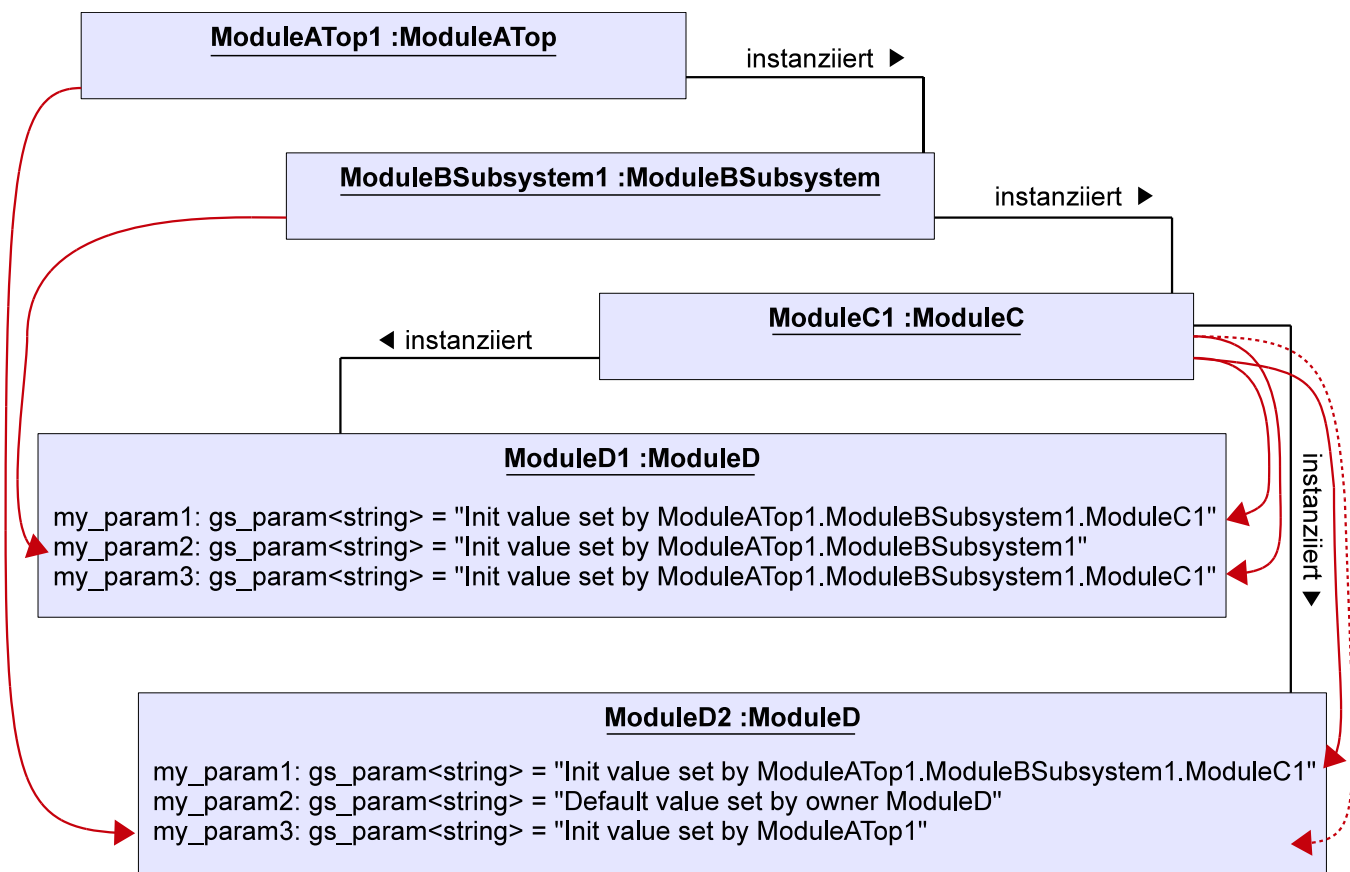 ModuleATop1 :ModuleATop
instanziiert ▶
ModuleBSubsystem1 :ModuleBSubsystem
instanziiert ▶
ModuleC1 :ModuleC
◀ instanziiert
ModuleD1 :ModuleD
my_param1: gs_param<string> = "Init value set by ModuleATop1.ModuleBSubsystem1.ModuleC1"
my_param2: gs_param<string> = "Init value set by ModuleATop1.ModuleBSubsystem1"
my_param3: gs_param<string> = "Init value set by ModuleATop1.ModuleBSubsystem1.ModuleC1"
instanziiert ▶
ModuleD2 :ModuleD
my_param1: gs_param<string> = "Init value set by ModuleATop1.ModuleBSubsystem1.ModuleC1"
my_param2: gs_param<string> = "Default value set by owner ModuleD"
my_param3: gs_param<string> = "Init value set by ModuleATop1"